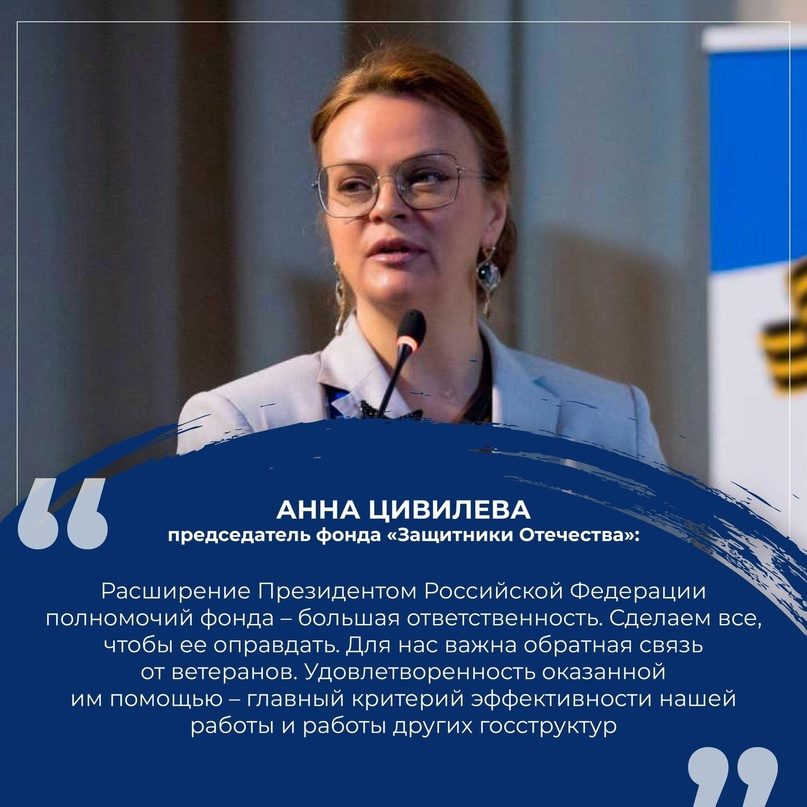 АННА ЦИВИЛЕВА
председатель фонда «Защитники Отечества»:
Расширение Президентом Российской Федерации
полномочий фонда – большая ответственность. Сделаем все,
чтобы ее оправдать. Для нас важна обратная связь
от ветеранов. Удовлетворенность оказанной
им помощью – главный критерий эффективности нашей
работы и работы других госструктур